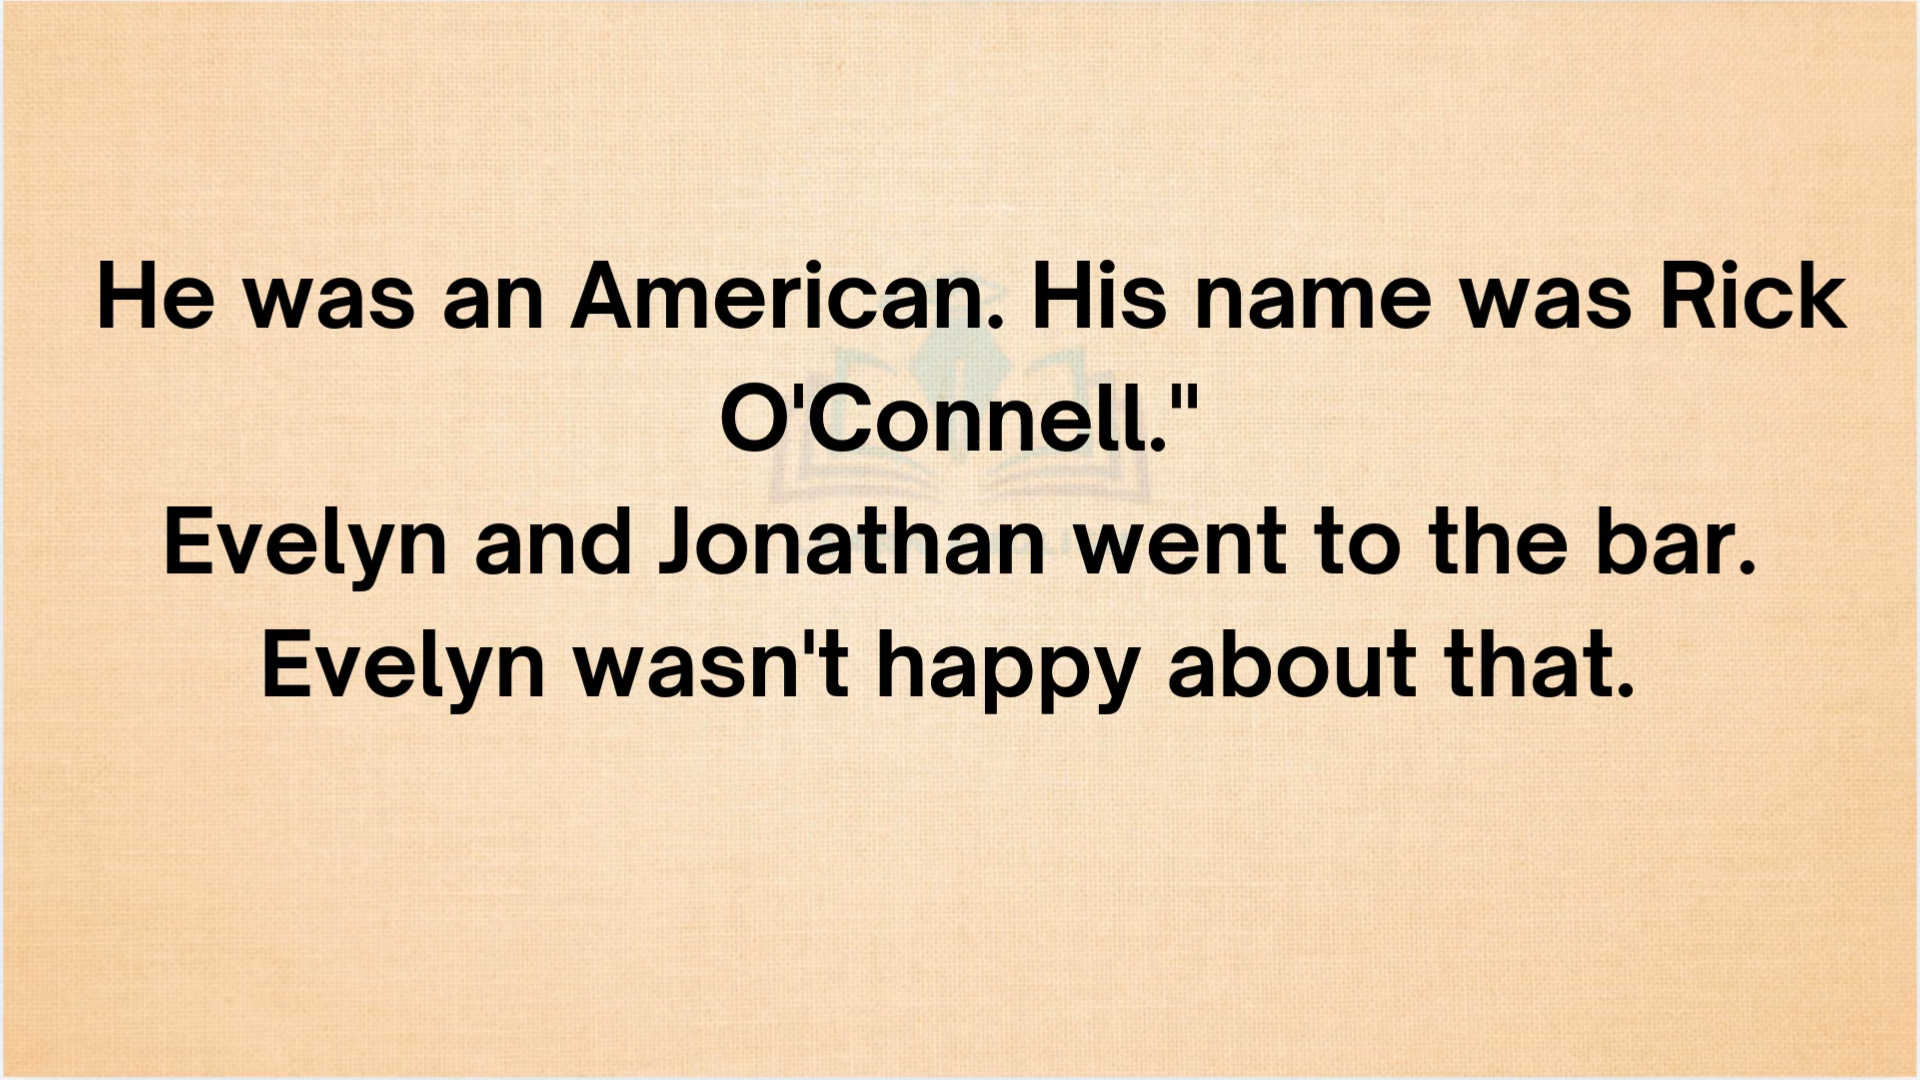 He was an American. His name was Rick
O'Connell."
Evelyn and Jonathan went to the bar.
Evelyn wasn't happy about that.